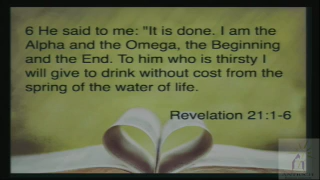 6 He said to me: "It is done. I am the
Alpha and the Omega, the Beginning
and the End. To him who is thirsty I
will give to drink without cost from the
spring of the water of life.
Revelation 21:1-6